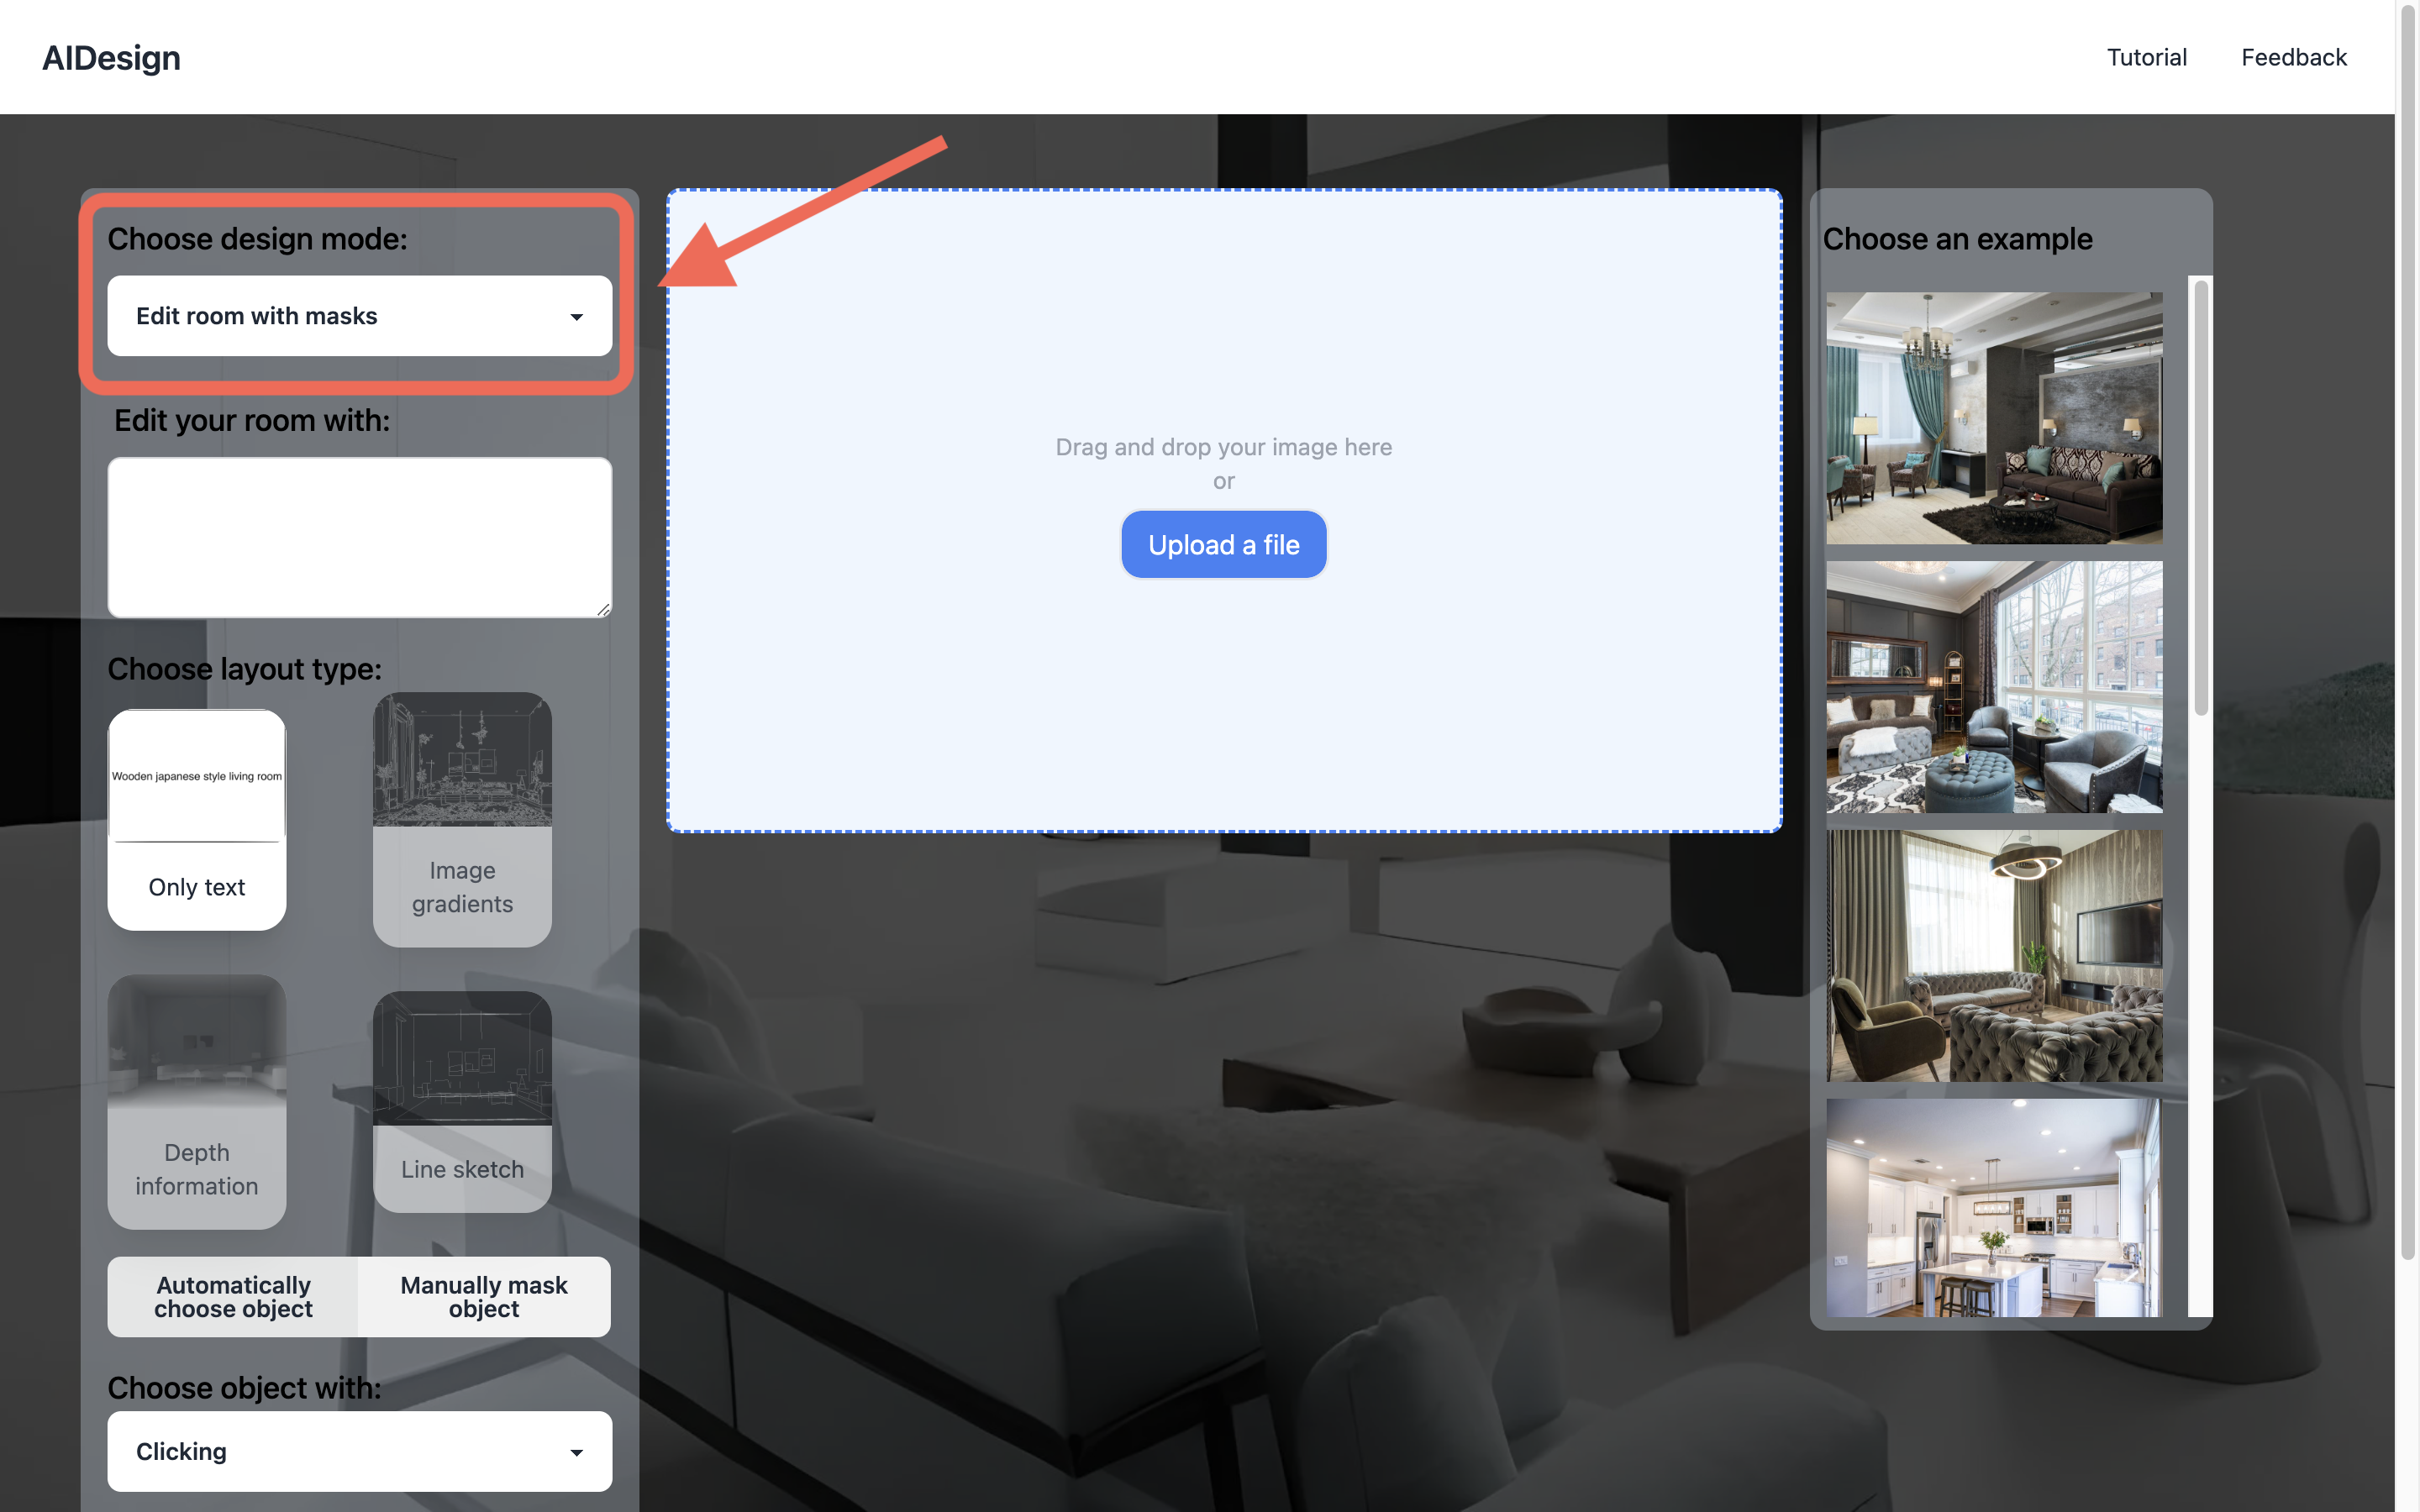 AIDesign
Tutorial
Feedback
Choose design mode:
Edit room with masks
Edit your room with:
Choose layout type:
Wooden japanese style living room
Only text
Image
gradients
Depth
information
Line sketch
Automatically
choose object
Manually mask
object
Choose object with:
Clicking
Drag and drop your image here
or
Upload a file
Choose an example